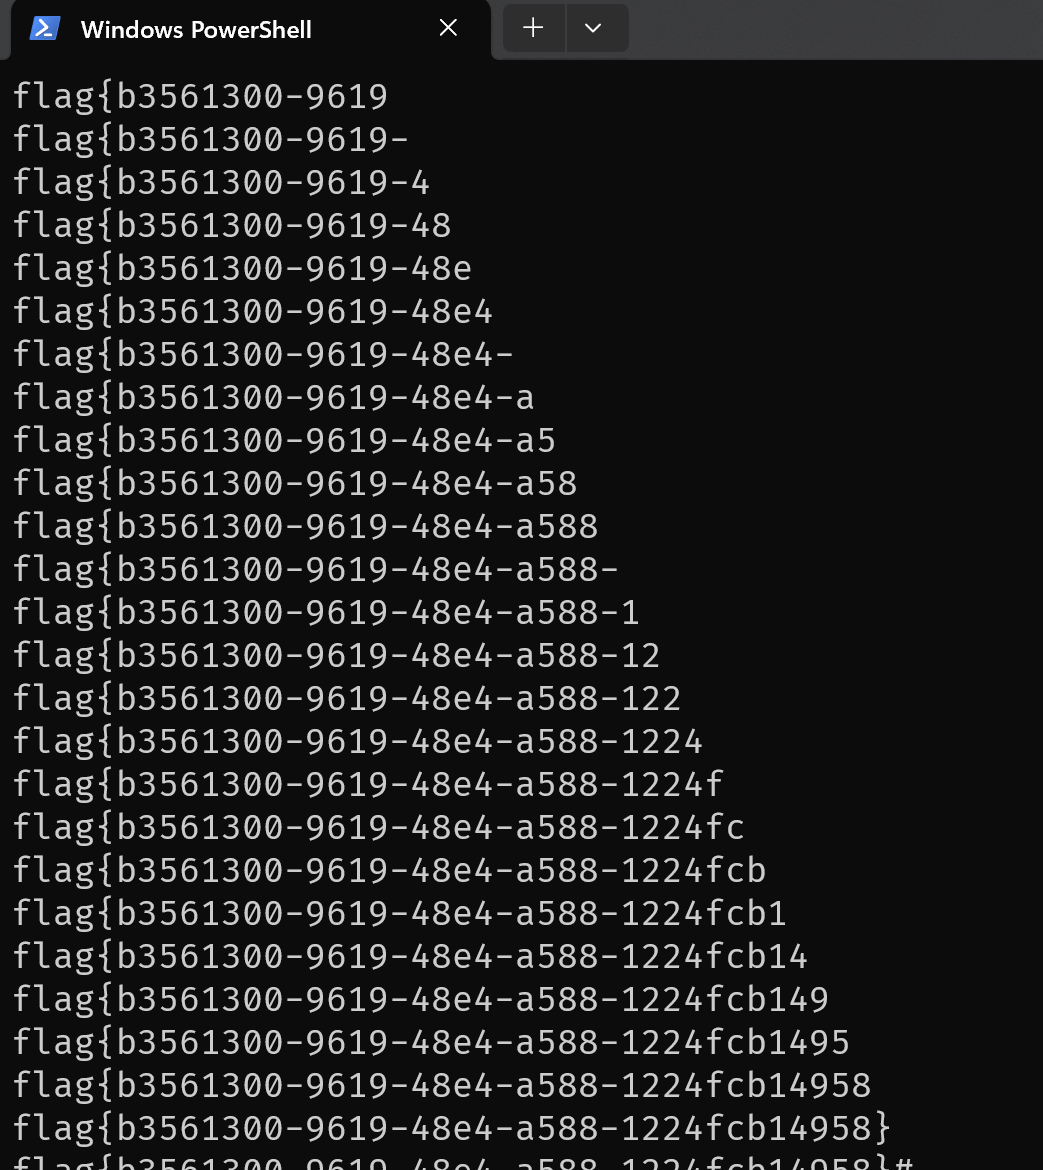 Windows PowerShell
flag{b3561300-9619
flag{b3561300-9619-
flag{b3561300-9619-4
flag{b3561300-9619-48
flag{b3561300-9619-48e
flag{b3561300-9619-48e4
flag{b3561300-9619-48e4-
flag{b3561300-9619-48e4-a
flag{b3561300-9619-48e4-a5
flag{b3561300-9619-48e4-a58
flag{b3561300-9619-48e4-a588
flag{b3561300-9619-48e4-a588-
flag{b3561300-9619-48e4-a588-1
flag{b3561300-9619-48e4-a588-12
flag{b3561300-9619-48e4-a588-122
flag{b3561300-9619-48e4-a588-1224
flag{b3561300-9619-48e4-a588-1224f
flag{b3561300-9619-48e4-a588-1224fc
flag{b3561300-9619-48e4-a588-1224fcb
flag{b3561300-9619-48e4-a588-1224fcb1
flag{b3561300-9619-48e4-a588-1224fcb14
flag{b3561300-9619-48e4-a588-1224fcb149
flag{b3561300-9619-48e4-a588-1224fcb1495
flag{b3561300-9619-48e4-a588-1224fcb14958
flag{b3561300-9619-48e4-a588-1224fcb14958}
flag{b3561300-9619-48e4-a588-1224fcb14958}#